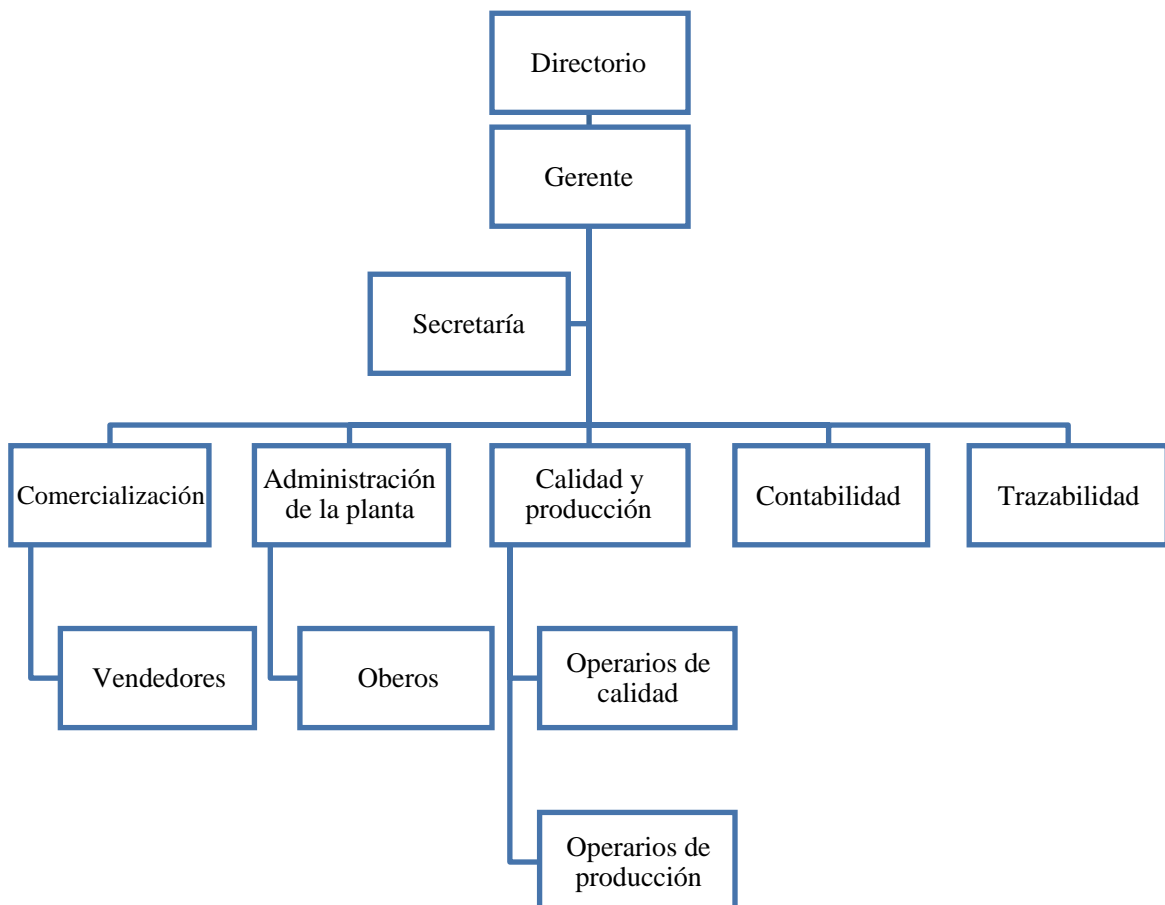 Directorio
Gerente
Secretaría
Comercialización
Administración
de la planta
Calidad y
producción
Contabilidad
Trazabilidad
Vendedores
Oberos
Operarios de
calidad
Operarios de
producción